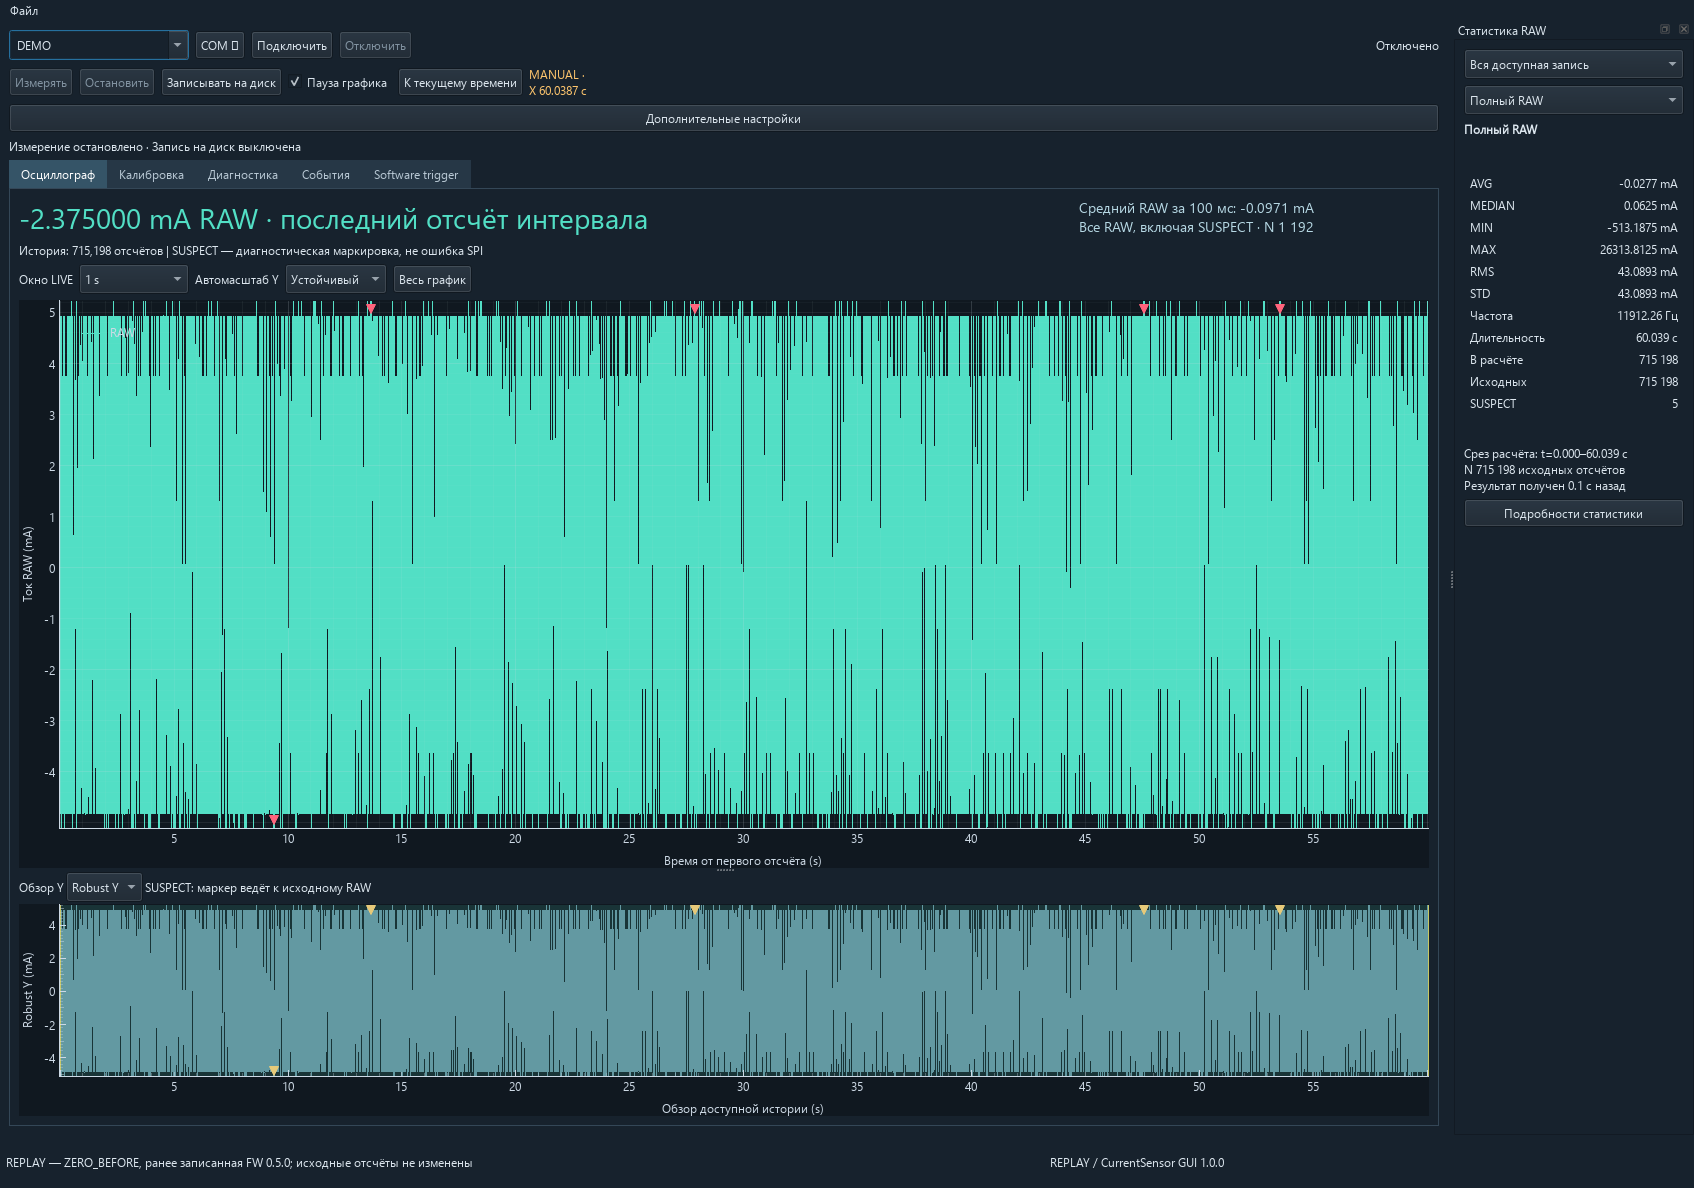 Файл
DEMO
COM
Подключить
Отключить
Отключено
Измерять
Остановить
Записывать на диск
Пауза графика
К текущему времени
MANUAL ·
X 60.0387 с
Дополнительные настройки
Измерение остановлено · Запись на диск выключена
Осциллограф
Калибровка
Диагностика
События
Software trigger
-2.375000 mA RAW · последний отсчёт интервала
Средний RAW за 100 мс: -0.0971 mA
Все RAW, включая SUSPECT · N 1 192
История: 715,198 отсчётов | SUSPECT — диагностическая маркировка, не ошибка SPI
Окно LIVE
1 s
Автомасштаб Y
Устойчивый
Весь график
RAW
5
4
3
2
1
0
-1
-2
-3
-4
Ток RAW (mA)
5 10 15 20 25 30 35 40 45 50 55
Время от первого отсчёта (s)
Обзор Y
Robust Y
SUSPECT: маркер ведёт к исходному RAW
4
2
0
-2
-4
Robust Y (mA)
5 10 15 20 25 30 35 40 45 50 55
Обзор доступной истории (s)
Статистика RAW
Вся доступная запись
Полный RAW
Полный RAW
AVG -0.0277 mA
MEDIAN 0.0625 mA
MIN -513.1875 mA
MAX 26313.8125 mA
RMS 43.0893 mA
STD 43.0893 mA
Частота 11912.26 Гц
Длительность 60.039 с
В расчёте 715 198
Исходных 715 198
SUSPECT 5
Срез расчёта: t=0.000–60.039 с
N 715 198 исходных отсчётов
Результат получен 0.1 с назад
Подробности статистики
REPLAY — ZERO_BEFORE, ранее записанная FW 0.5.0; исходные отсчёты не изменены
REPLAY / CurrentSensor GUI 1.0.0